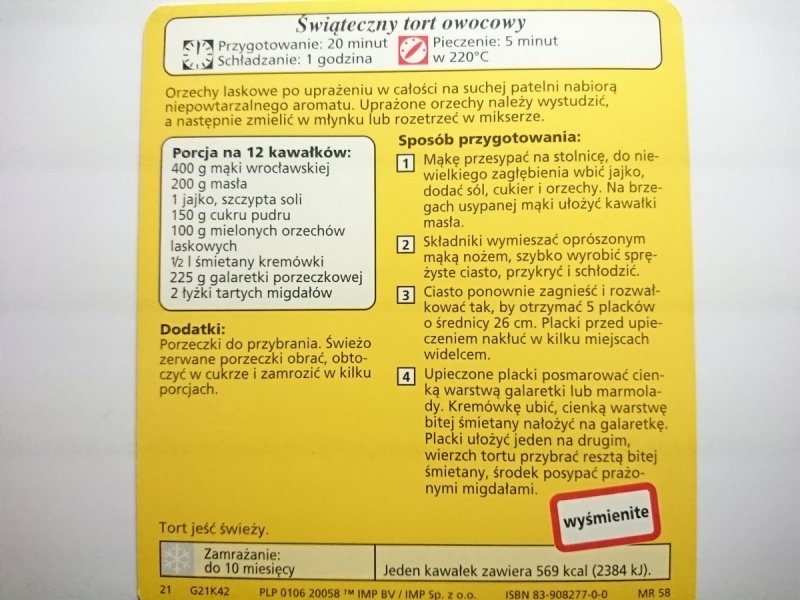 Świąteczny tort owocowy
Przygotowanie: 20 minut
Schładzanie: 1 godzina
Pieczenie: 5 minut
w 220°C
Orzechy laskowe po uprażeniu w całości na suchej patelni nabiorą
niepowtarzalnego aromatu. Uprażone orzechy należy wystudzić,
a następnie zmielić w młynku lub rozetrzeć w mikserze.
Porcja na 12 kawałków:
400 g mąki wrocławskiej
200 g masła
1 jajko, szczypta soli
150 g cukru pudru
100 g mielonych orzechów
laskowych
½ l śmietany kremówki
225 g galaretki porzeczkowej
2 łyżki tartych migdałów
Dodatki:
Porzeczki do przybrania. Świeżo
zerwane porzeczki obrać, obto-
czyć w cukrze i zamrozić w kilku
porcjach.
Sposób przygotowania:
1 Mąkę przesypać na stolnicę, do nie-
wielkiego zagłębienia wbić jajko,
dodać sól, cukier i orzechy. Na brze-
gach usypanej mąki ułożyć kawałki
masła.
2 Składniki wymieszać oprószonym
mąką nożem, szybko wyrobić sprę-
żyste ciasto, przykryć i schłodzić.
3 Ciasto ponownie zagnieść i rozwał-
kować tak, by otrzymać 5 placków
o średnicy 26 cm. Placki przed upie-
czeniem nakłuć w kilku miejscach
widelcem.
4 Upieczone placki posmarować cien-
ką warstwą galaretki lub marmola-
dy. Kremówkę ubić, cienką warstwę
bitej śmietany nałożyć na galaretkę.
Placki ułożyć jeden na drugim,
wierzch tortu przybrać resztą bitej
śmietany, środek posypać prażo-
nymi migdałami.
wyśmienite
Tort jeść świeży.
Zamrażanie:
do 10 miesięcy
Jeden kawałek zawiera 569 kcal (2384 kJ).
21 G21K42 PLP 0106 20058 ™ IMP BV / IMP Sp. z o.o. ISBN 83-908277-0-0 MR 58